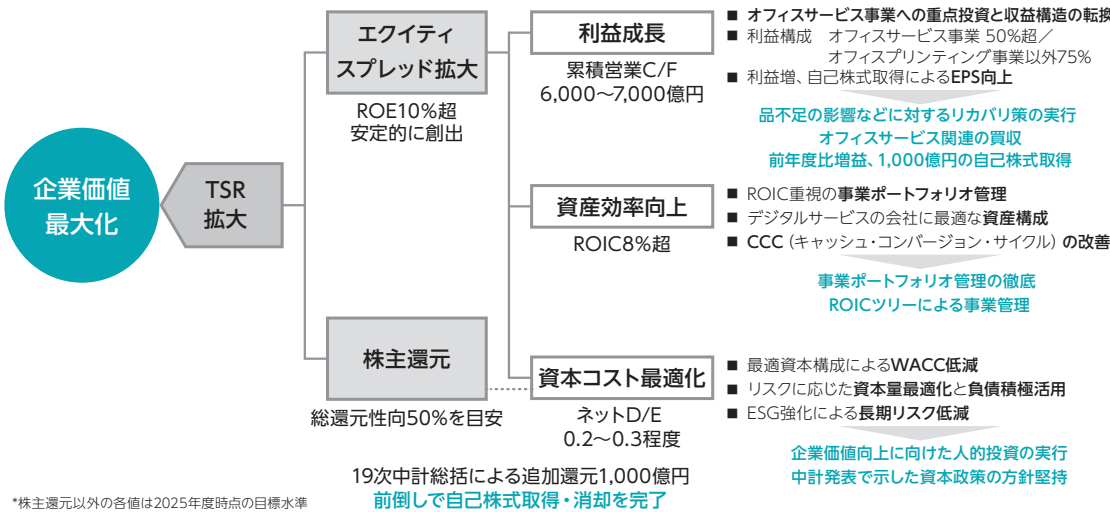 企業価値
最大化
TSR
拡大
エクイティ
スプレッド拡大
ROE10%超
安定的に創出
株主還元
総還元性向50%を目安
利益成長
累積営業C/F
6,000～7,000億円
■ オフィスサービス事業への重点投資と収益構造の転換
■ 利益構成　オフィスサービス事業 50%超／
オフィスプリンティング事業以外75%
■ 利益増、自己株式取得によるEPS向上
品不足の影響などに対するリカバリ策の実行
オフィスサービス関連の買収
前年度比増益、1,000億円の自己株式取得
資産効率向上
ROIC8%超
■ ROIC重視の事業ポートフォリオ管理
■ デジタルサービスの会社に最適な資産構成
■ CCC（キャッシュ・コンバージョン・サイクル）の改善
事業ポートフォリオ管理の徹底
ROICツリーによる事業管理
資本コスト最適化
ネットD/E
0.2～0.3程度
■ 最適資本構成によるWACC低減
■ リスクに応じた資本量最適化と負債積極活用
■ ESG強化による長期リスク低減
企業価値向上に向けた人的投資の実行
中計発表で示した資本政策の方針堅持
19次中計総括による追加還元1,000億円
前倒しで自己株式取得・消却を完了
*株主還元以外の各値は2025年度時点の目標水準